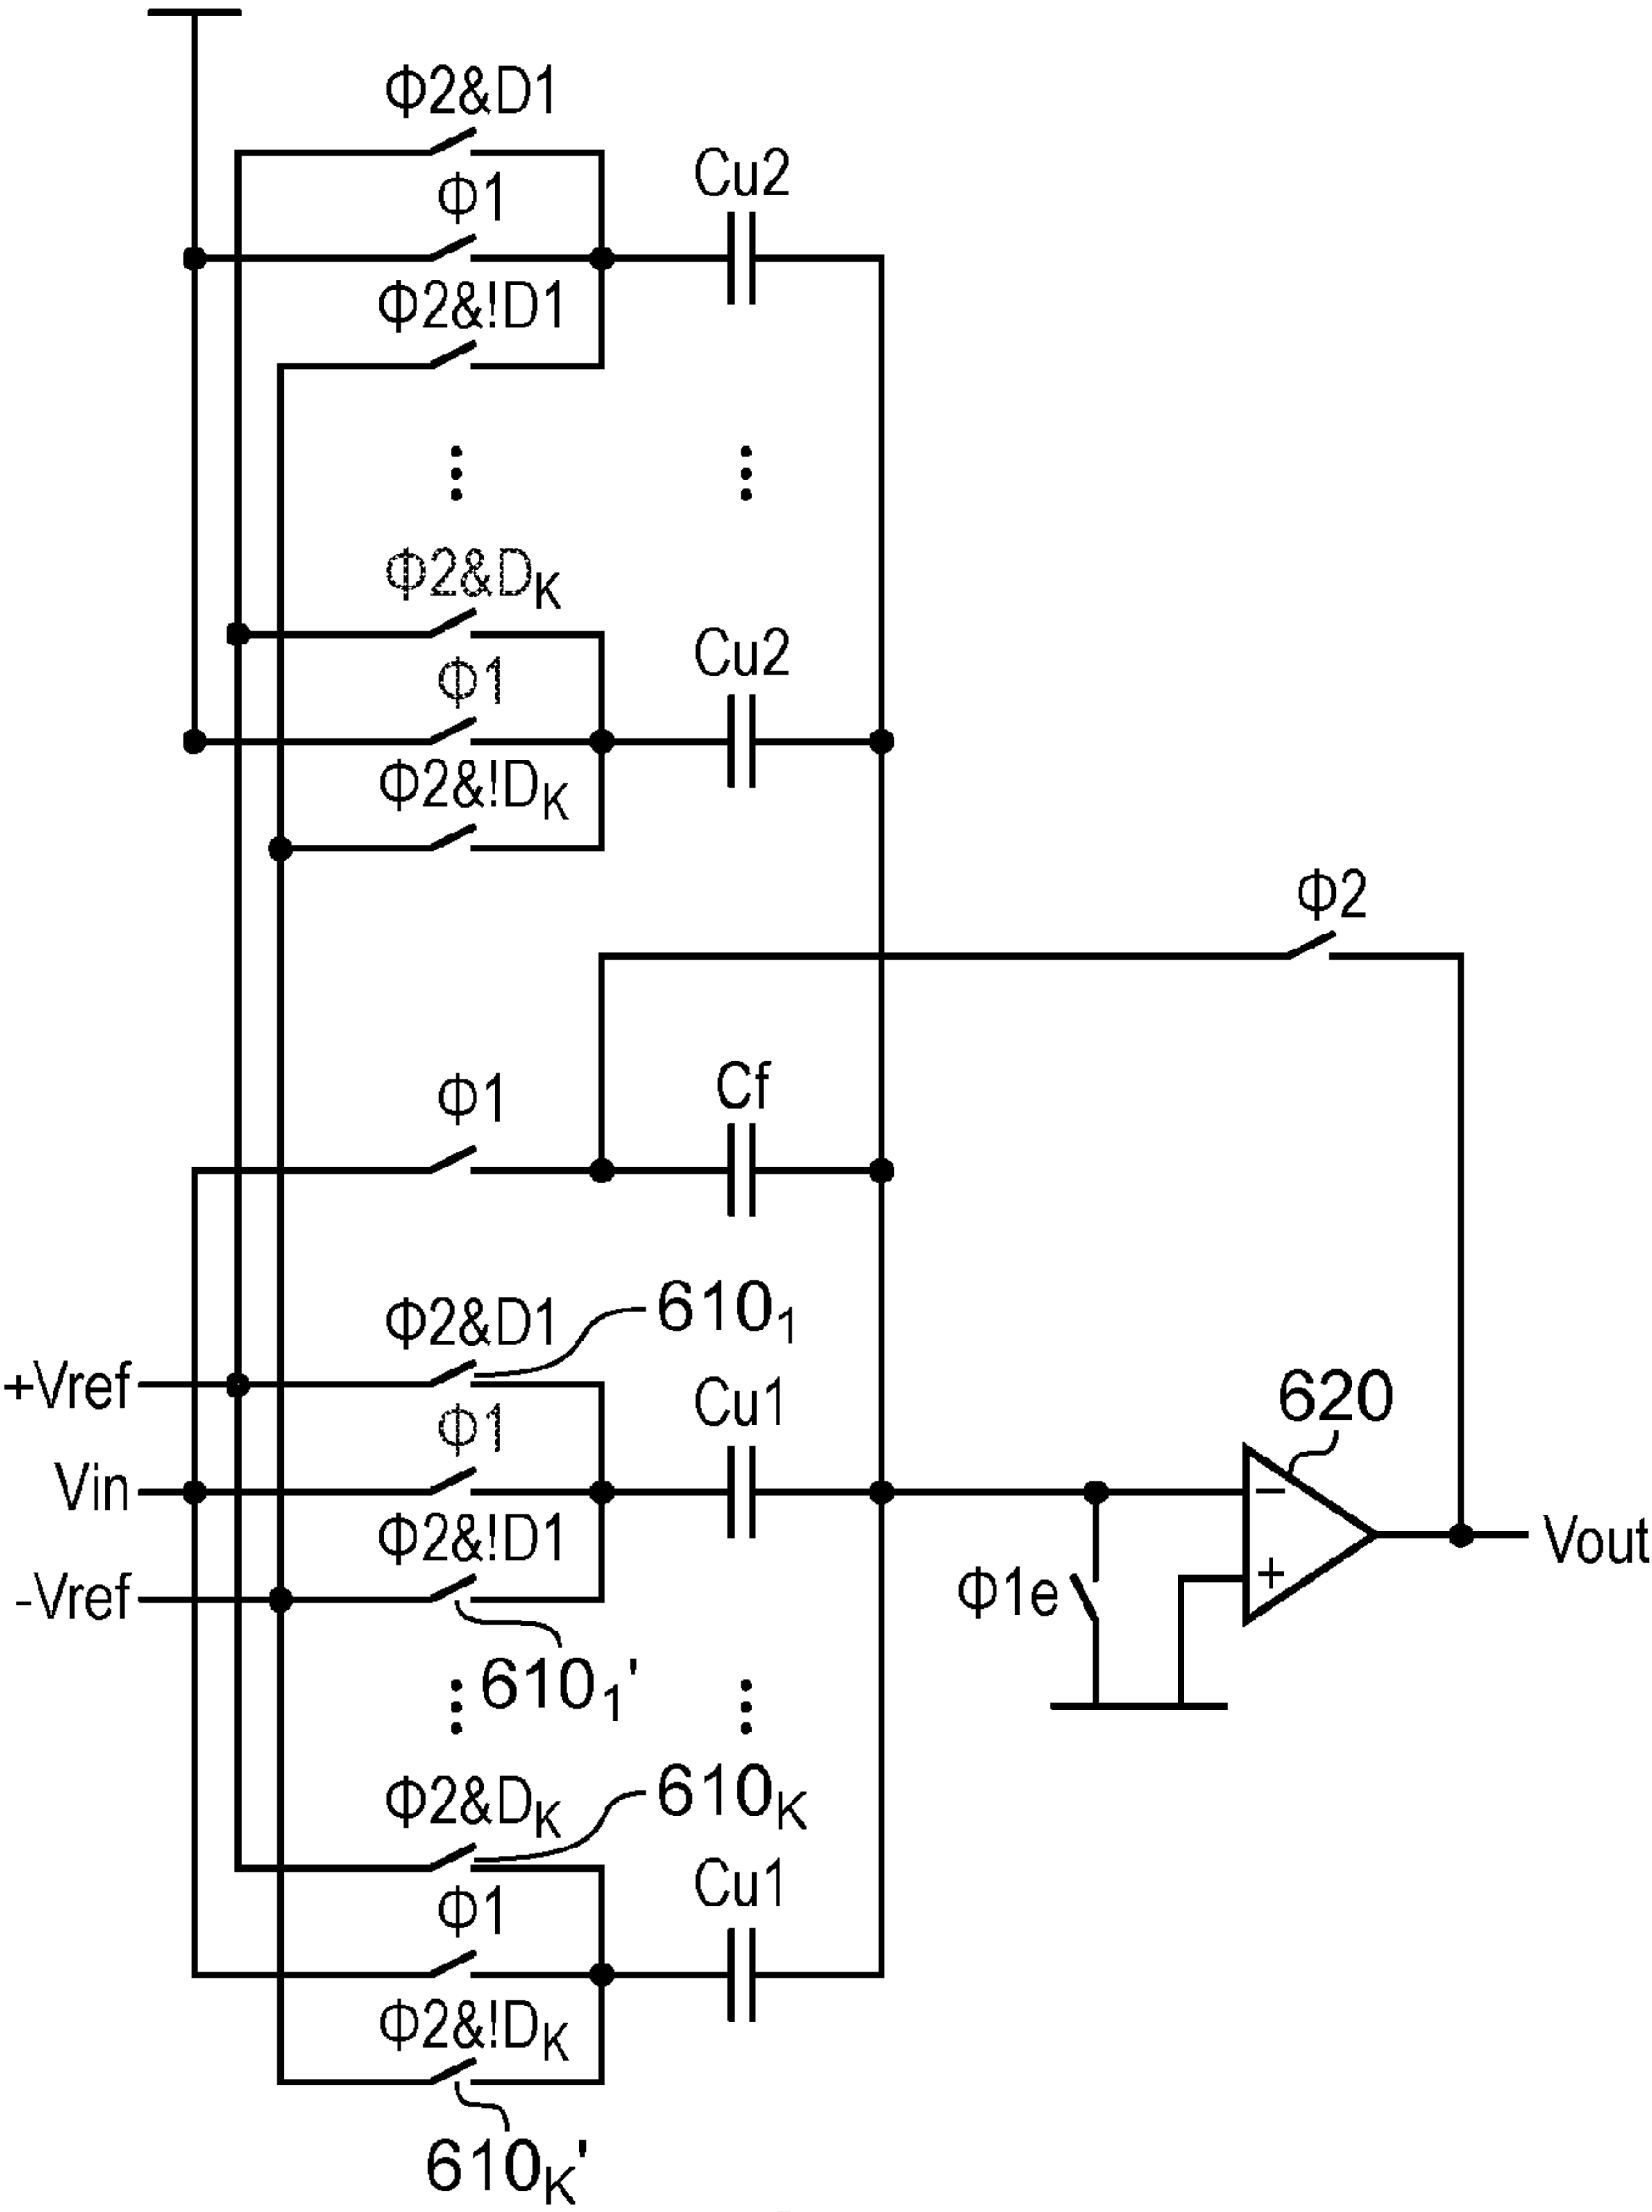 Φ2&D1
Cu2
Φ1
Φ2&!D1
Φ2&DK
Cu2
Φ1
Φ2&!DK
Φ2
Cf
Φ1
Φ2&D1
610₁
+Vref
Cu1
620
Φ1
Vin
Φ2&!D1
Vout
-Vref
Φ1e
610₁'
Φ2&DK
610K
Cu1
Φ1
Φ2&!DK
610K'